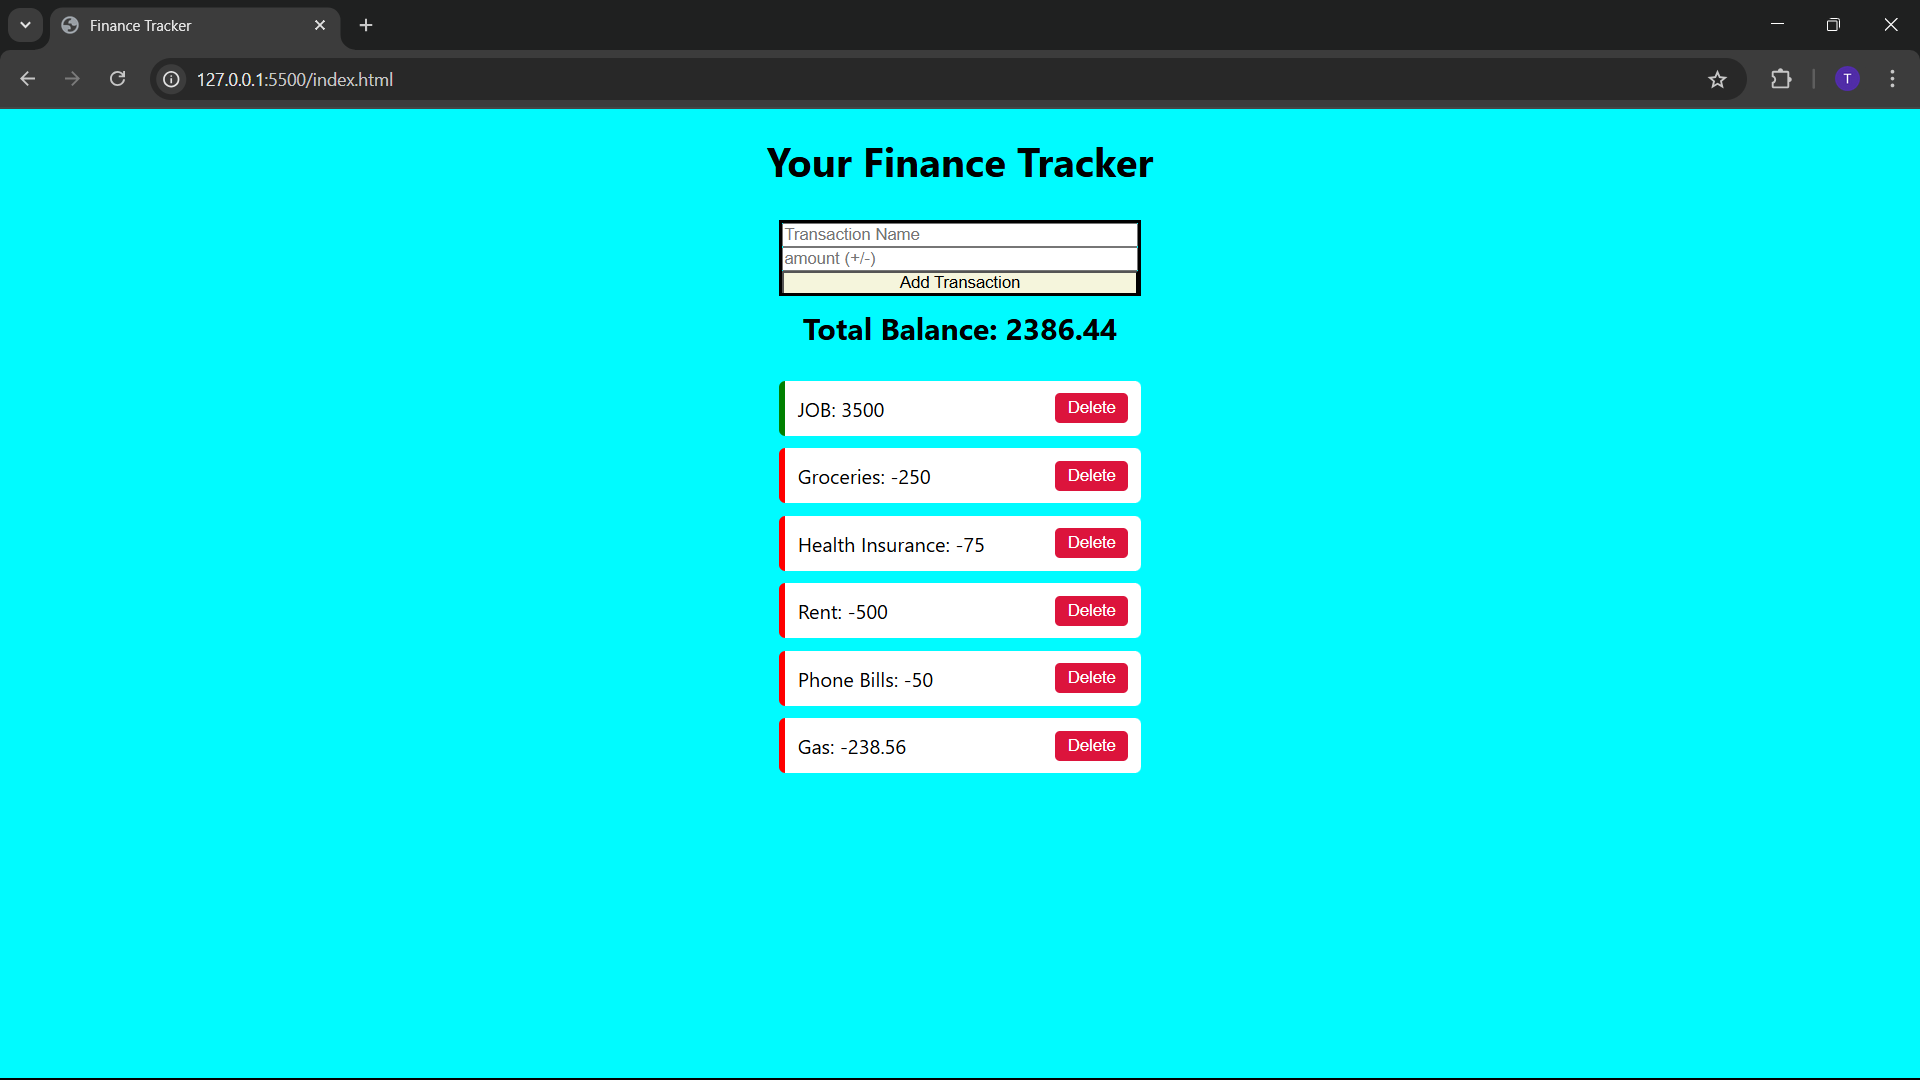 Finance Tracker
127.0.0.1:5500/index.html
T
Your Finance Tracker
Transaction Name
amount (+/-)
Add Transaction
Total Balance: 2386.44
JOB: 3500 Delete
Groceries: -250 Delete
Health Insurance: -75 Delete
Rent: -500 Delete
Phone Bills: -50 Delete
Gas: -238.56 Delete